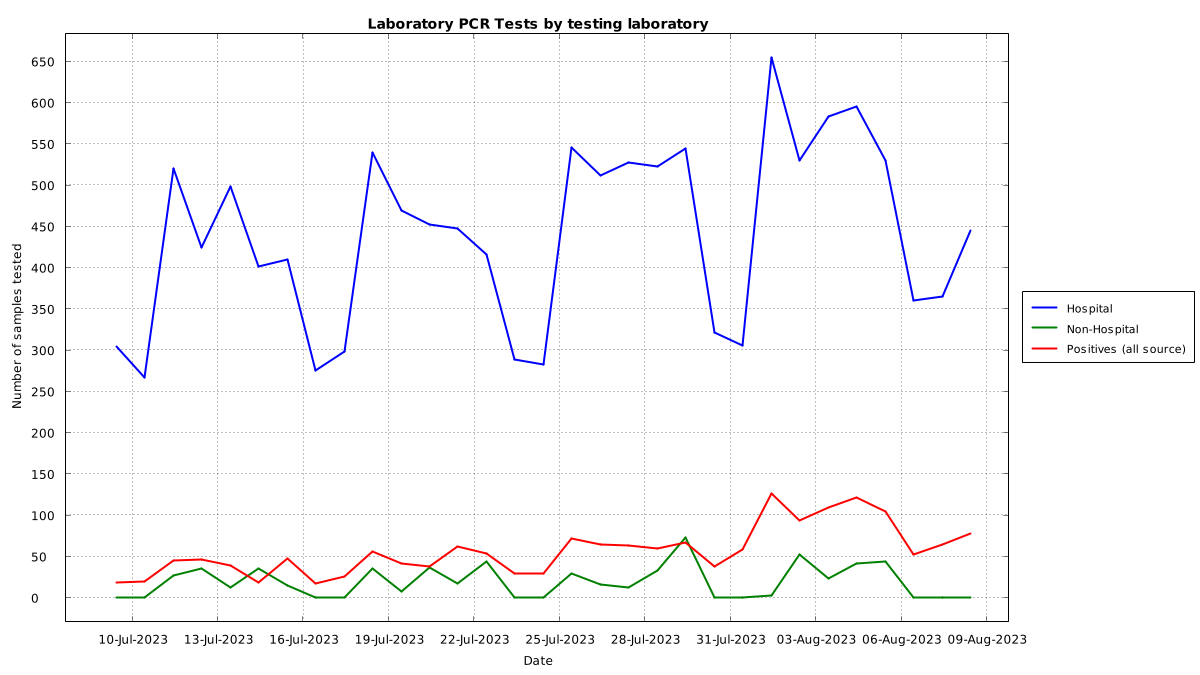 Laboratory PCR Tests by testing laboratory
650
600
550
500
450
400
350
300
250
200
150
100
50
0
Number of samples tested
10-Jul-2023 13-Jul-2023 16-Jul-2023 19-Jul-2023 22-Jul-2023 25-Jul-2023 28-Jul-2023 31-Jul-2023 03-Aug-2023 06-Aug-2023 09-Aug-2023
Date
Hospital
Non-Hospital
Positives (all source)